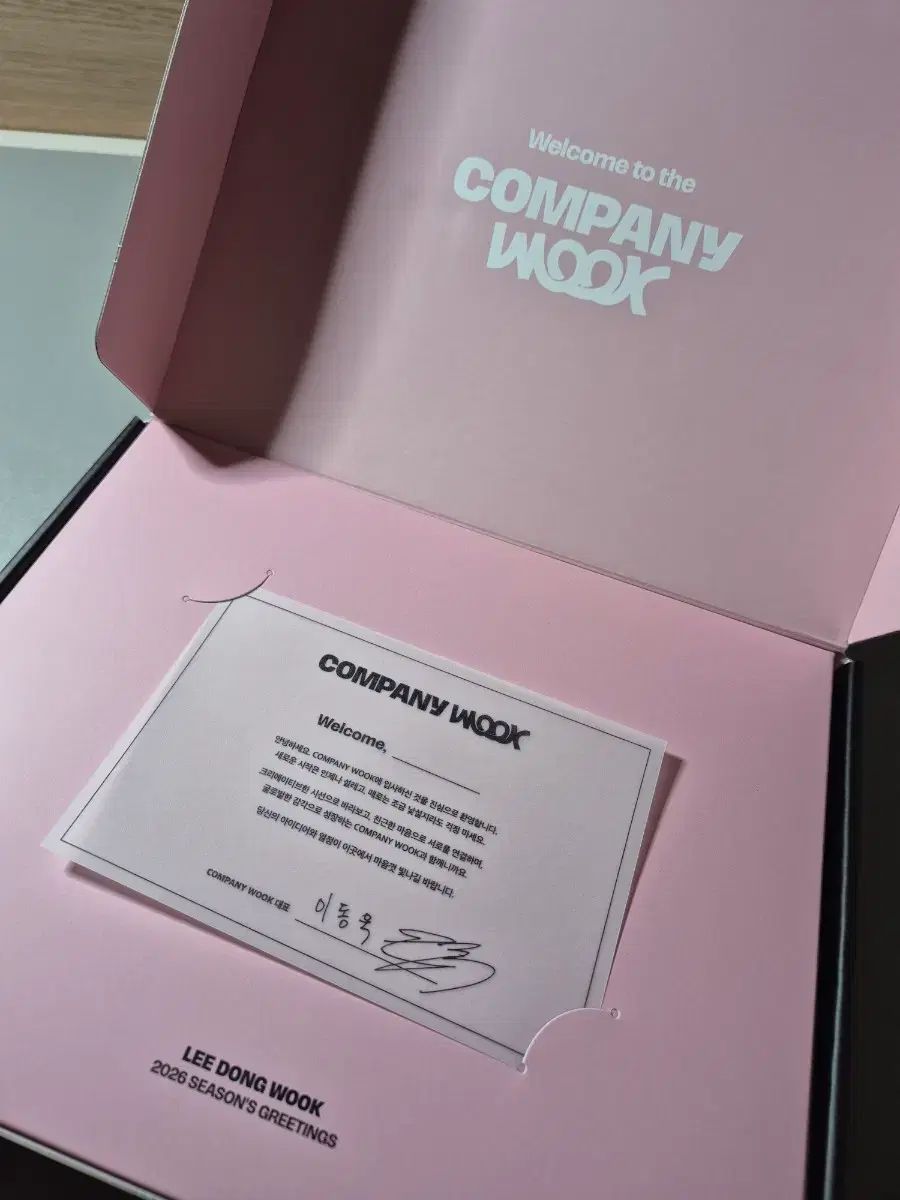 Welcome to the
COMPANY
WOOK
COMPANY WOOK
Welcome,
안녕하세요. COMPANY WOOK에 입사하신 것을 진심으로 환영합니다.
새로운 시작은 언제나 설레고, 때로는 조금 낯설지라도 걱정 마세요.
크리에이티브한 시선으로 바라보고, 친근한 마음으로 서로를 연결하며,
글로벌한 감각으로 성장하는 COMPANY WOOK과 함께니까요.
당신의 아이디어와 열정이 이곳에서 마음껏 빛나길 바랍니다.
COMPANY WOOK 대표 이동욱
LEE DONG WOOK
2026 SEASON'S GREETINGS